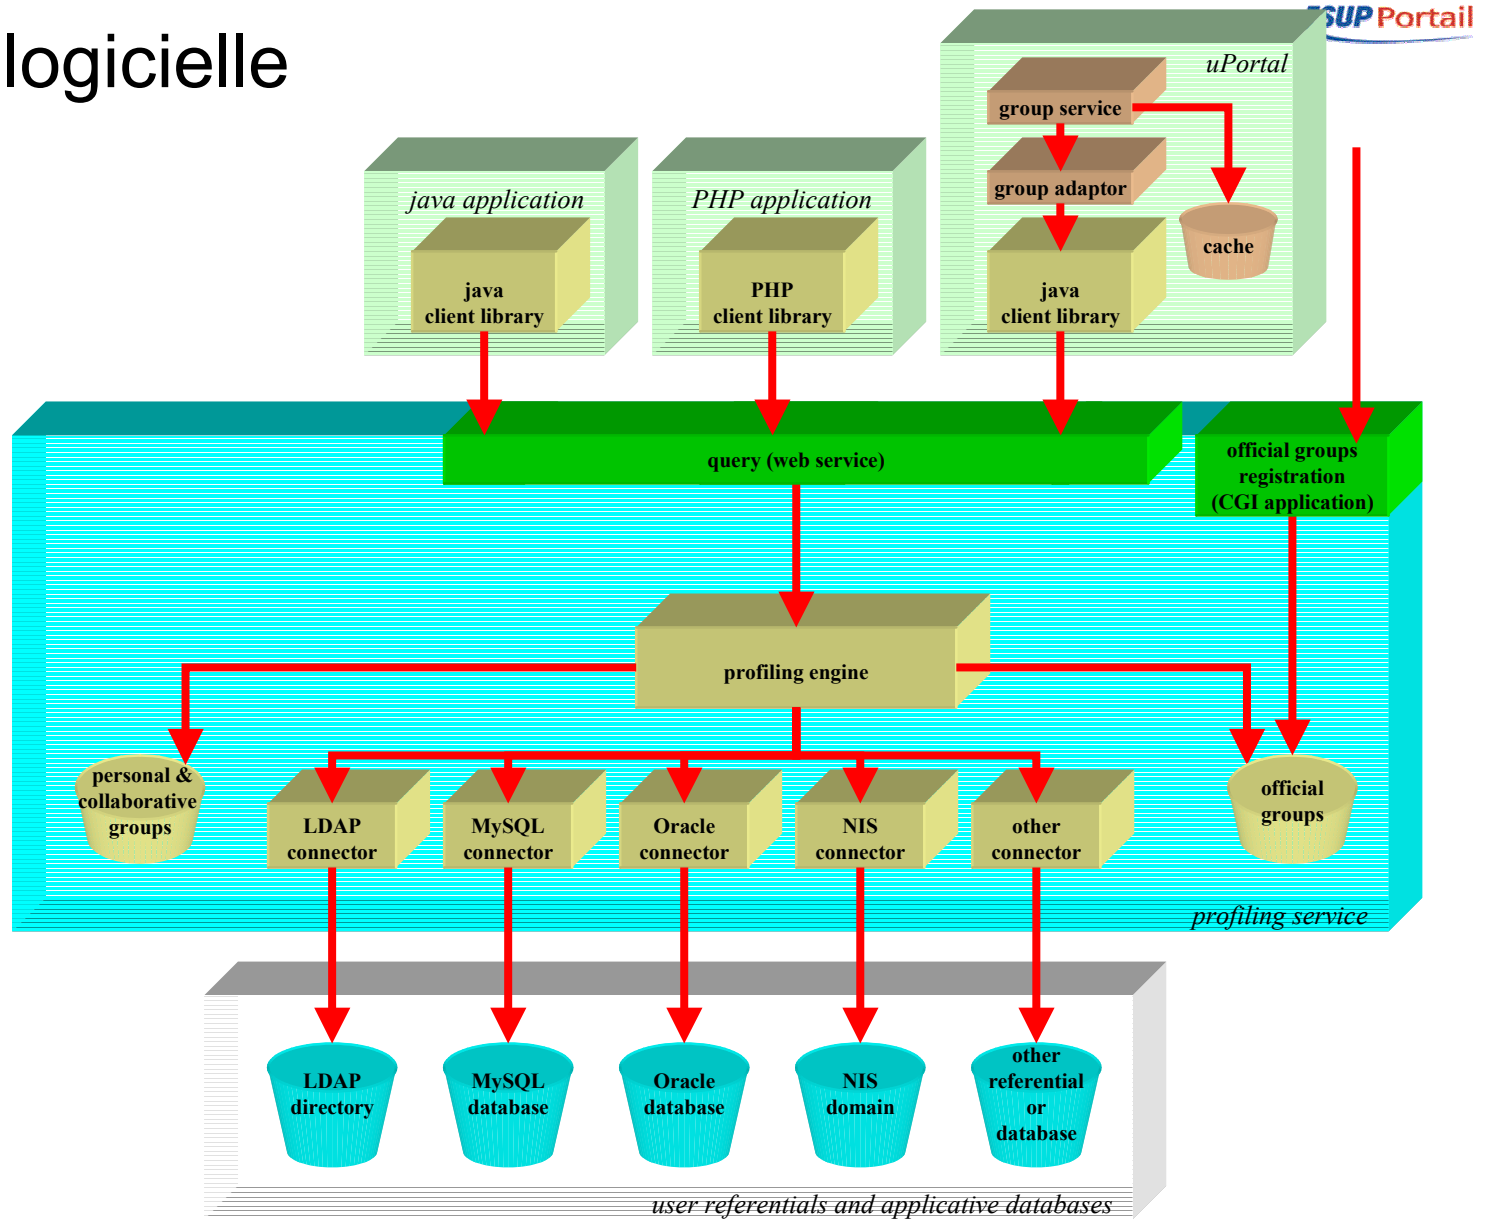 ESUP Portail
logicielle
uPortal
group service
group adaptor
cache
java
client library
java application
java
client library
PHP application
PHP
client library
query (web service)
official groups
registration
(CGI application)
profiling engine
personal &
collaborative
groups
LDAP
connector
MySQL
connector
Oracle
connector
NIS
connector
other
connector
official
groups
profiling service
LDAP
directory
MySQL
database
Oracle
database
NIS
domain
other
referential
or
database
user referentials and applicative databases